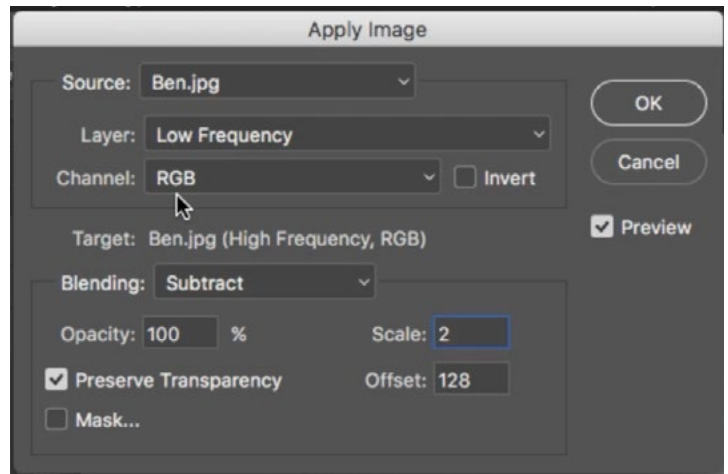 Apply Image
Source: Ben.jpg
OK
Layer: Low Frequency
Cancel
Channel: RGB Invert
Preview
Target: Ben.jpg (High Frequency, RGB)
Blending: Subtract
Opacity: 100 % Scale: 2
Preserve Transparency Offset: 128
Mask...